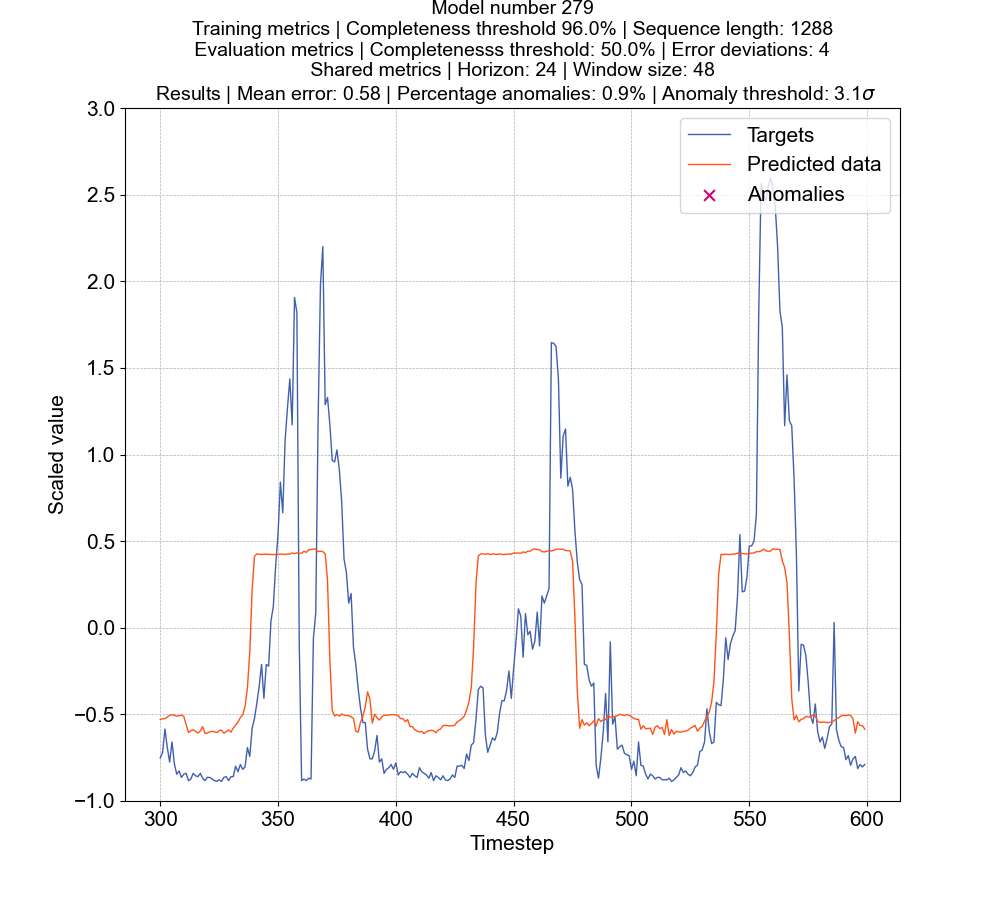 Model number 279
Training metrics | Completeness threshold 96.0% | Sequence length: 1288
Evaluation metrics | Completenesss threshold: 50.0% | Error deviations: 4
Shared metrics | Horizon: 24 | Window size: 48
Results | Mean error: 0.58 | Percentage anomalies: 0.9% | Anomaly threshold: 3.1σ
Targets
Predicted data
Anomalies
3.0
2.5
2.0
1.5
1.0
0.5
0.0
−0.5
−1.0
Scaled value
300
350
400
450
500
550
600
Timestep